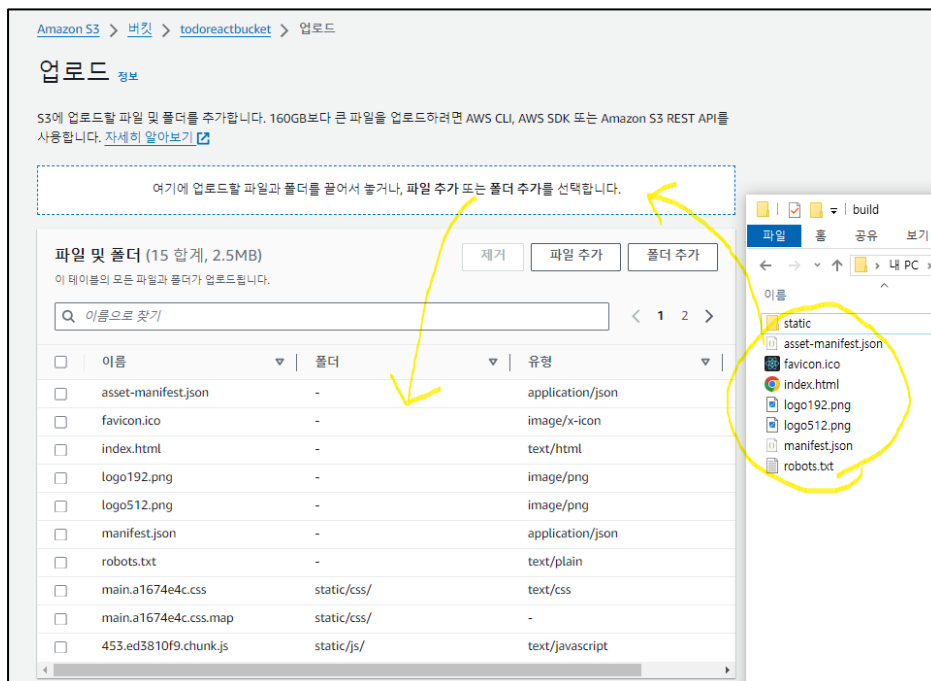 Amazon S3 > 버킷 > todoreactbucket > 업로드
업로드 정보
S3에 업로드할 파일 및 폴더를 추가합니다. 160GB보다 큰 파일을 업로드하려면 AWS CLI, AWS SDK 또는 Amazon S3 REST API를
사용합니다. 자세히 알아보기
여기에 업로드할 파일과 폴더를 끌어서 놓거나, 파일 추가 또는 폴더 추가를 선택합니다.
파일 및 폴더 (15 합계, 2.5MB)
제거 파일 추가 폴더 추가
이 테이블의 모든 파일과 폴더가 업로드됩니다.
이름으로 찾기
< 1 2 >
이름 폴더 유형
asset-manifest.json - application/json
favicon.ico - image/x-icon
index.html - text/html
logo192.png - image/png
logo512.png - image/png
manifest.json - application/json
robots.txt - text/plain
main.a1674e4c.css static/css/ text/css
main.a1674e4c.css.map static/css/ -
453.ed3810f9.chunk.js static/js/ text/javascript
build
파일 홈 공유 보기
내 PC >
이름
static
asset-manifest.json
favicon.ico
index.html
logo192.png
logo512.png
manifest.json
robots.txt